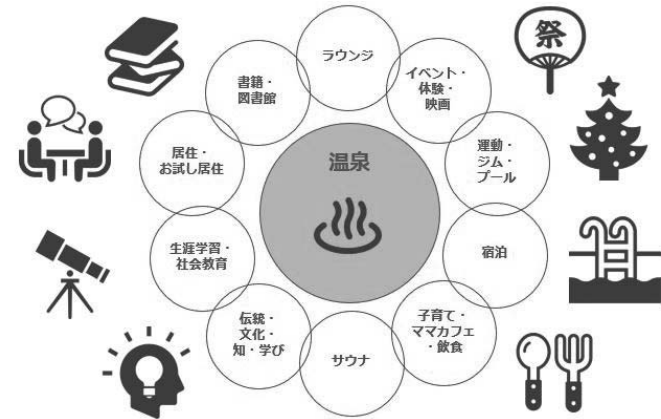 ラウンジ
イベント・
体験・
映画
祭
運動・
ジム・
プール
宿泊
子育て・
ママカフェ
・飲食
サウナ
伝統・
文化・
知・学び
生涯学習・
社会教育
居住・
お試し居住
書籍・
図書館
温泉